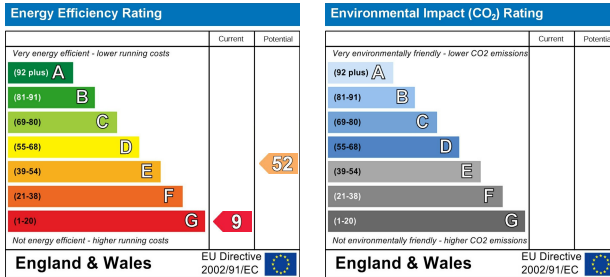 Energy Efficiency Rating
Current Potential
Very energy efficient - lower running costs
(92 plus) A
(81-91) B
(69-80) C
(55-68) D
(39-54) E
52
(21-38) F
(1-20) G
9
Not energy efficient - higher running costs
England & Wales
EU Directive
2002/91/EC
Environmental Impact (CO2) Rating
Current Potential
Very environmentally friendly - lower CO2 emissions
(92 plus) A
(81-91) B
(69-80) C
(55-68) D
(39-54) E
(21-38) F
(1-20) G
Not environmentally friendly - higher CO2 emissions
England & Wales
EU Directive
2002/91/EC